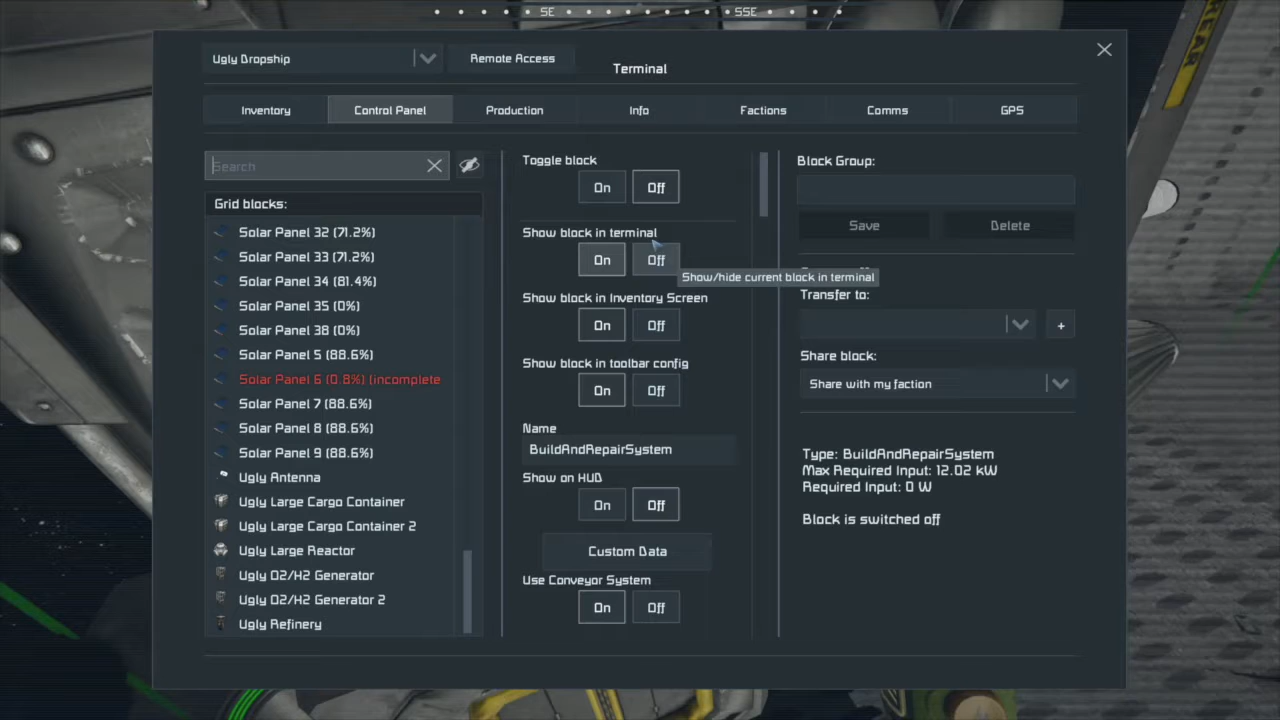 SE
SSE
REAR
Ugly Dropship
Remote Access
Terminal
Inventory
Control Panel
Production
Info
Factions
Comms
GPS
Search
Grid blocks:
Solar Panel 32 (71.2%)
Solar Panel 33 (71.2%)
Solar Panel 34 (81.4%)
Solar Panel 35 (0%)
Solar Panel 38 (0%)
Solar Panel 5 (88.6%)
Solar Panel 6 (0.8%) (incomplete
Solar Panel 7 (88.6%)
Solar Panel 8 (88.6%)
Solar Panel 9 (88.6%)
Ugly Antenna
Ugly Large Cargo Container
Ugly Large Cargo Container 2
Ugly Large Reactor
Ugly O2/H2 Generator
Ugly O2/H2 Generator 2
Ugly Refinery
Toggle block
On Off
Show block in terminal
On Off
Show/hide current block in terminal
Show block in Inventory Screen
On Off
Show block in toolbar config
On Off
Name
BuildAndRepairSystem
Show on HUD
On Off
Custom Data
Use Conveyor System
On Off
Block Group:
Save
Delete
Transfer to:
+
Share block:
Share with my faction
Type: BuildAndRepairSystem
Max Required Input: 12.02 kW
Required Input: 0 W
Block is switched off